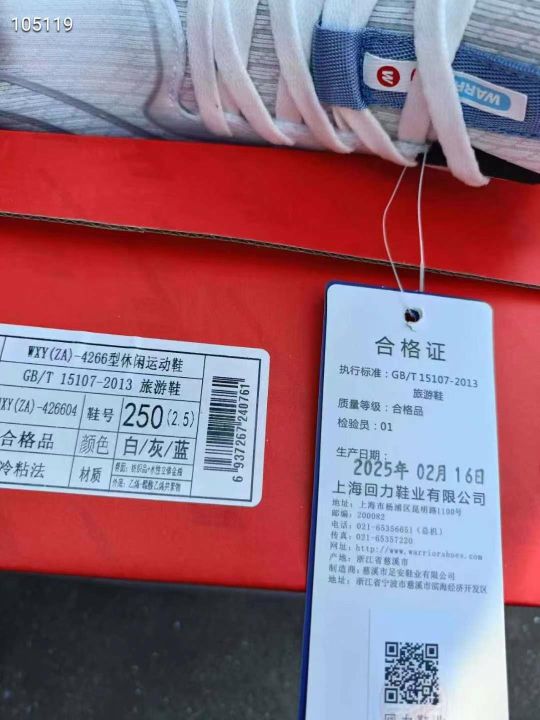 105119
WARR
WXY(ZA)-4266型休闲运动鞋
GB/T 15107-2013 旅游鞋
XY(ZA)-426604 鞋号 250(2.5)
合格品 颜色 白/灰/蓝
冷粘法 材质
6 937267 240761
合格证
执行标准：GB/T 15107-2013
旅游鞋
质量等级：合格品
检验员：01
生产日期：
2025年 02月16日
上海回力鞋业有限公司
地址：上海市杨浦区昆明路1100号
邮编：200082
电话：021-65356651（总机）
传真：021-65357220
网址：http://www.warriorshoes.com
产地：浙江省慈溪市
制造商：慈溪市足安鞋业有限公司
地址：浙江省宁波市慈溪市滨海经济开发区